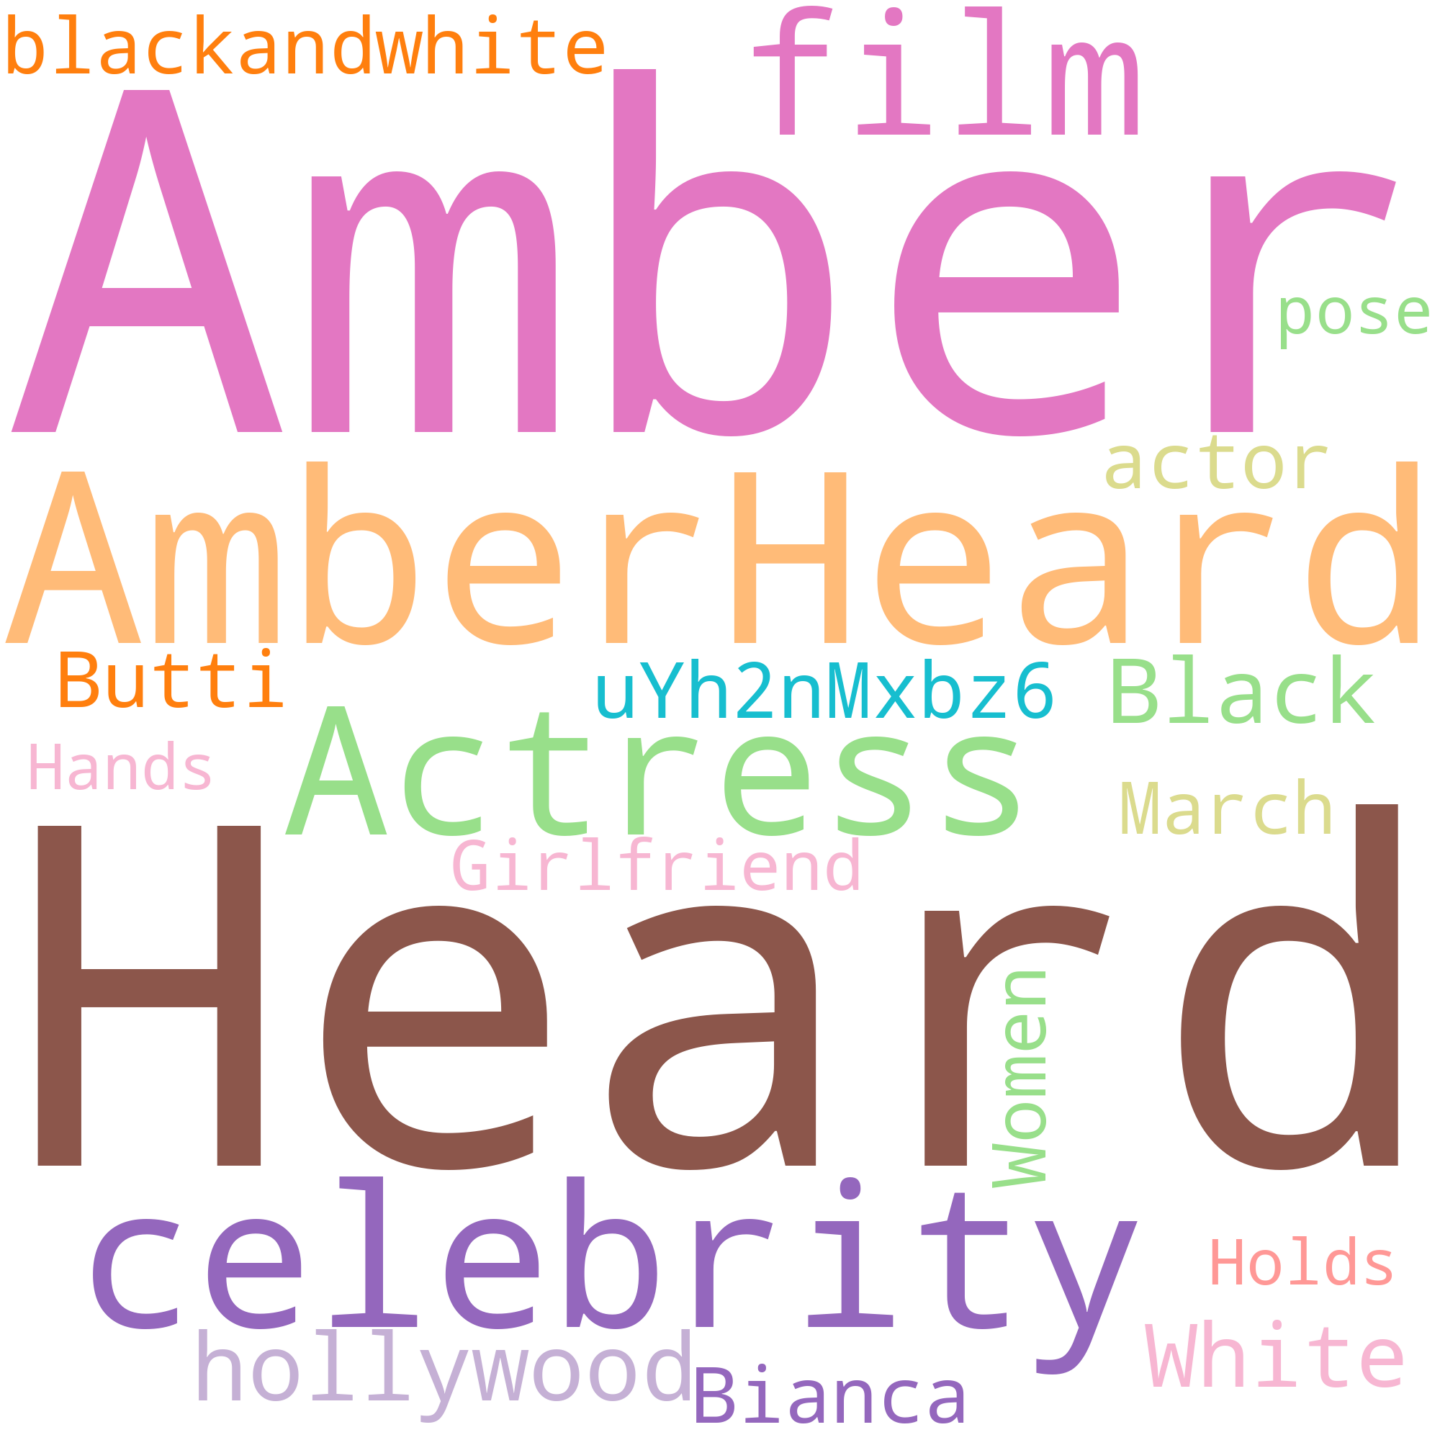 blackandwhite
film
Amber
pose
actor
AmberHeard
Butti
uYh2nMxbz6
Black
Actress
Hands
March
Girlfriend
Heard
Women
celebrity
Holds
hollywood
White
Bianca